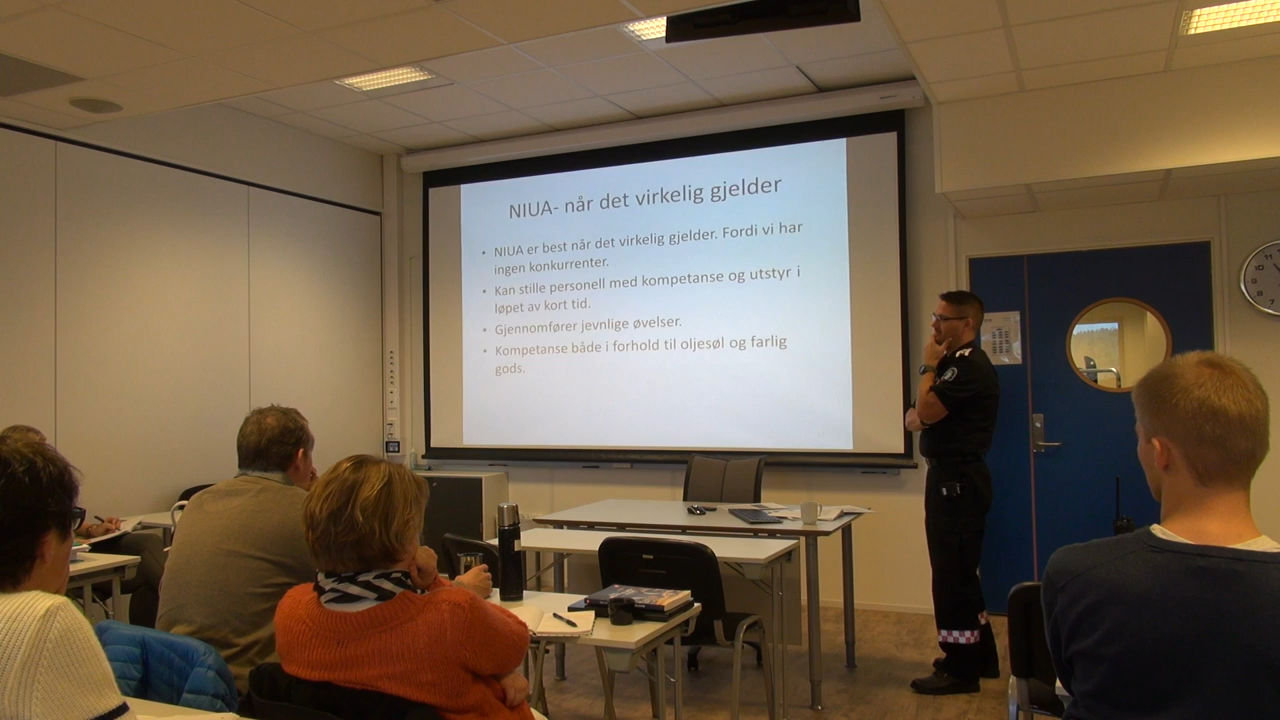 NIUA- når det virkelig gjelder
• NIUA er best når det virkelig gjelder. Fordi vi har
ingen konkurrenter.
• Kan stille personell med kompetanse og utstyr i
løpet av kort tid.
• Gjennomfører jevnlige øvelser.
• Kompetanse både i forhold til oljesøl og farlig
gods.